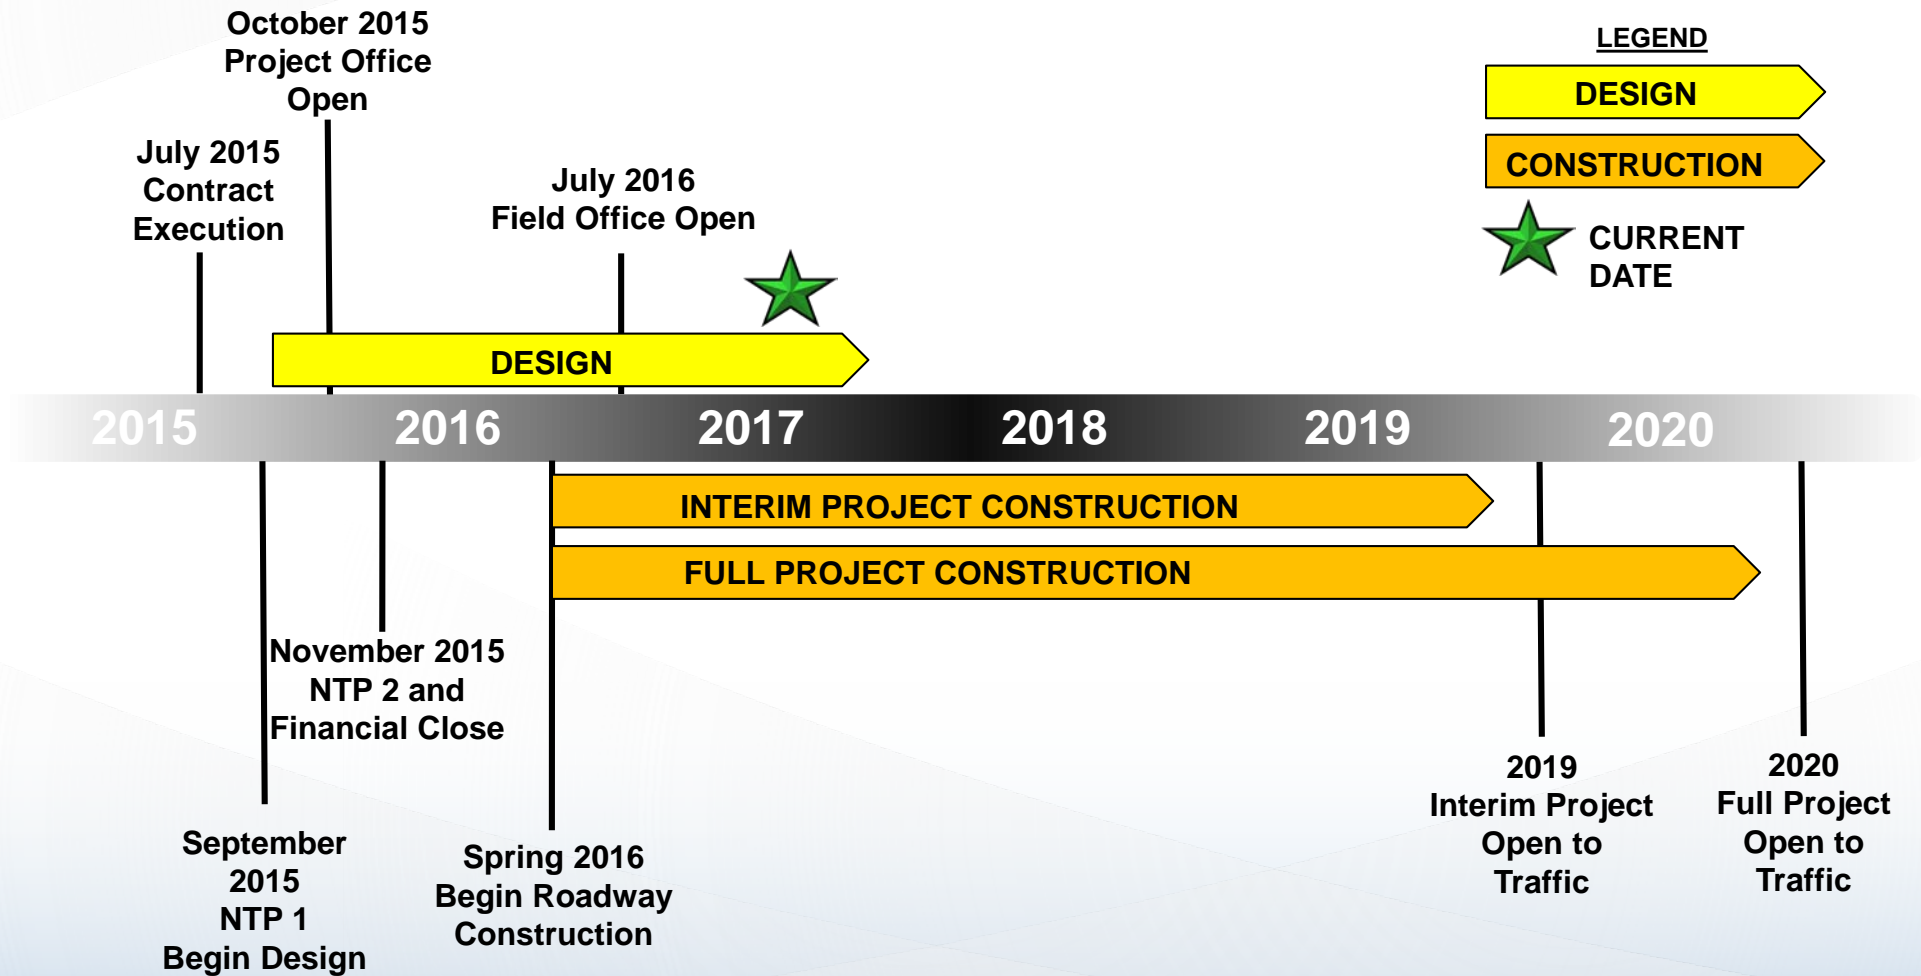 October 2015
Project Office
Open
July 2015
Contract
Execution
July 2016
Field Office Open
LEGEND
DESIGN
CONSTRUCTION
CURRENT
DATE
DESIGN
2015
2016
2017
2018
2019
2020
INTERIM PROJECT CONSTRUCTION
FULL PROJECT CONSTRUCTION
November 2015
NTP 2 and
Financial Close
September
2015
NTP 1
Begin Design
Spring 2016
Begin Roadway
Construction
2019
Interim Project
Open to
Traffic
2020
Full Project
Open to
Traffic